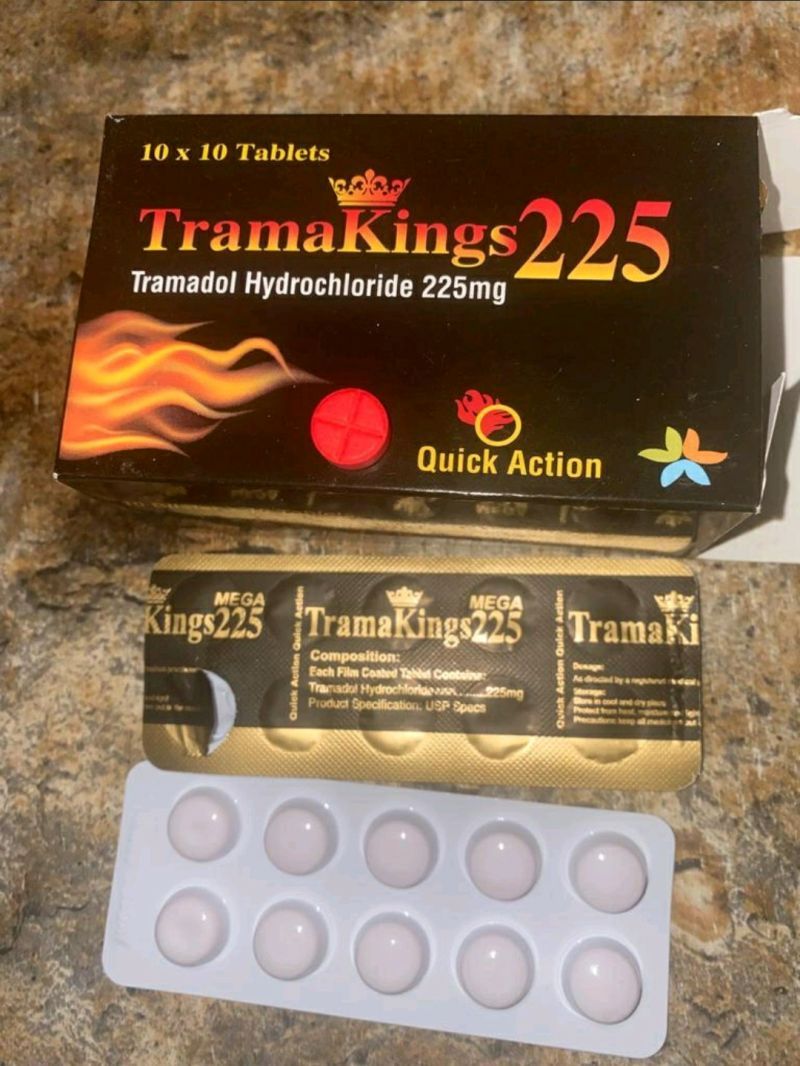 10 x 10 Tablets
TramaKings225
Tramadol Hydrochloride 225mg
Quick Action
MEGA
Kings225
Quick Action Quick Action
MEGA
TramaKings225
Composition:
Each Film Coated Tablet Contains:
Tramadol Hydrochloride 225mg
Product Specification: USP Specs
Quick Action Quick Action
TramaKi
Dosage:
As directed by a registered
Storage:
Store in cool and dry place
Protect from heat,
Precautions: keep all